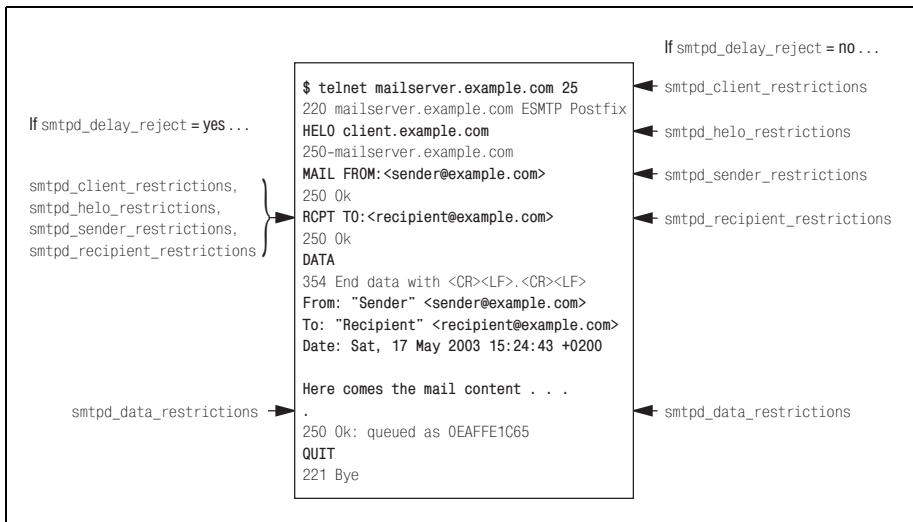 If smtpd_delay_reject = no ...
If smtpd_delay_reject = yes ...
smtpd_client_restrictions,
smtpd_helo_restrictions,
smtpd_sender_restrictions,
smtpd_recipient_restrictions
smtpd_data_restrictions
$ telnet mailserver.example.com 25
220 mailserver.example.com ESMTP Postfix
HELO client.example.com
250-mailserver.example.com
MAIL FROM:<sender@example.com>
250 Ok
RCPT TO:<recipient@example.com>
250 Ok
DATA
354 End data with <CR><LF>.<CR><LF>
From: "Sender" <sender@example.com>
To: "Recipient" <recipient@example.com>
Date: Sat, 17 May 2003 15:24:43 +0200
Here comes the mail content . . .
.
250 Ok: queued as 0EAFFE1C65
QUIT
221 Bye
smtpd_client_restrictions
smtpd_helo_restrictions
smtpd_sender_restrictions
smtpd_recipient_restrictions
smtpd_data_restrictions